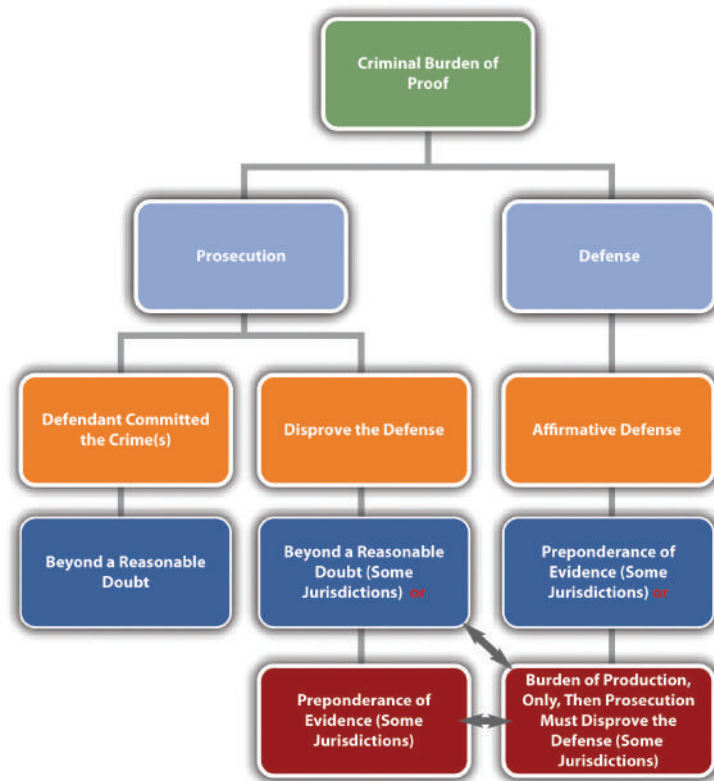 Criminal Burden of
Proof
Prosecution
Defense
Defendant Committed
the Crime(s)
Disprove the Defense
Affirmative Defense
Beyond a Reasonable
Doubt
Beyond a Reasonable
Doubt (Some
Jurisdictions) or
Preponderance of
Evidence (Some
Jurisdictions) or
Preponderance of
Evidence (Some
Jurisdictions)
Burden of Production,
Only, Then Prosecution
Must Disprove the
Defense (Some
Jurisdictions)